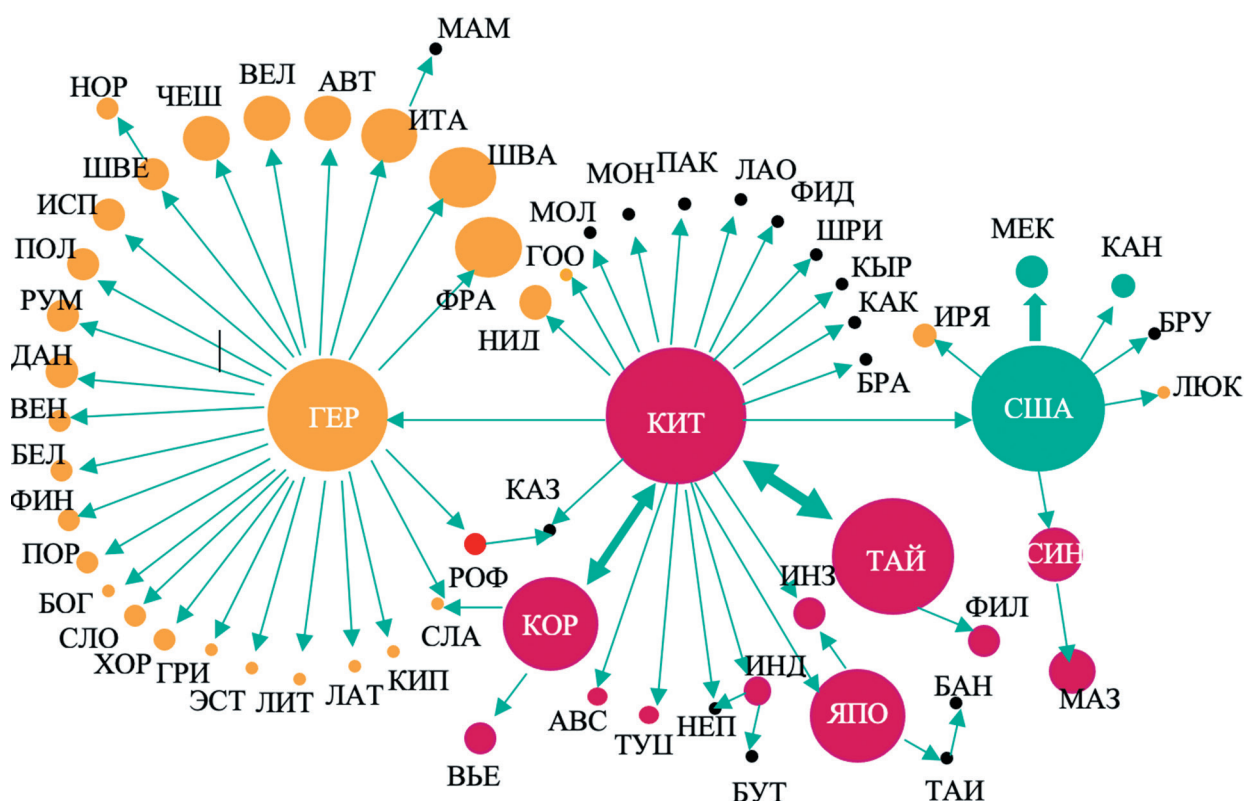 МАМ
НОР
ЧЕШ
ВЕЛ
АВТ
ИТА
ШВЕ
ШВА
ИСП
ПОЛ
РУМ
ФРА
ДАН
ВЕН
БЕЛ
ФИН
ПОР
БОГ
СЛО
ХОР
ГРИ
ЭСТ
ЛИТ
ЛАТ
КИП
СЛА
РОФ
ГЕР
НИД
ГОО
МОЛ
МОН
ПАК
ЛАО
ФИД
ШРИ
КЫР
КАК
БРА
КИТ
КАЗ
КОР
ВЬЕ
АВС
ТУЦ
НЕП
ИНД
БУТ
ИНЗ
ЯПО
ТАИ
БАН
ТАЙ
ФИЛ
МЕК
КАН
БРУ
ИРЯ
ЛЮК
США
СИН
МАЗ